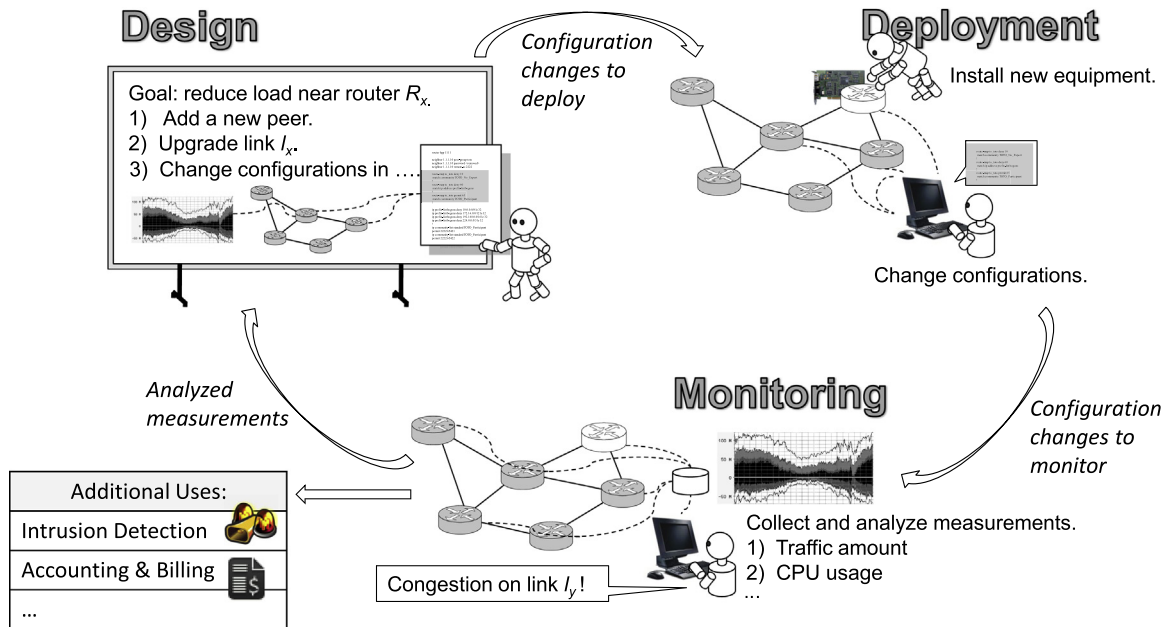 Design
Configuration
changes to
deploy
Deployment
Install new equipment.
Goal: reduce load near router Rx.
1) Add a new peer.
2) Upgrade link lx.
3) Change configurations in ….
Change configurations.
Analyzed
measurements
Monitoring
Configuration
changes to
monitor
Additional Uses:
Intrusion Detection
Accounting & Billing
...
Collect and analyze measurements.
1) Traffic amount
2) CPU usage
...
Congestion on link ly!